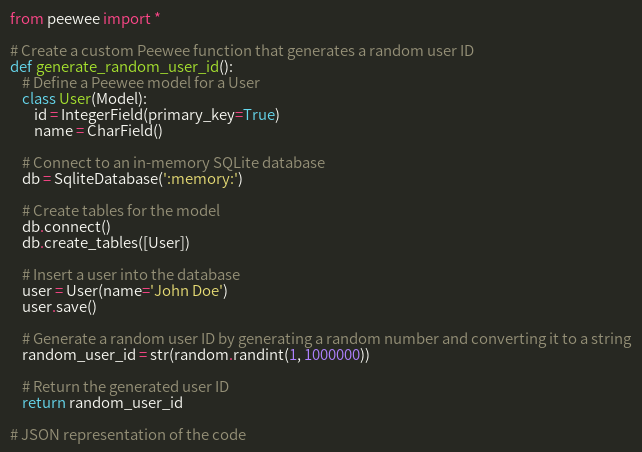 from peewee import *
# Create a custom Peewee function that generates a random user ID
def generate_random_user_id():
    # Define a Peewee model for a User
    class User(Model):
        id = IntegerField(primary_key=True)
        name = CharField()
    # Connect to an in-memory SQLite database
    db = SqliteDatabase(':memory:')
    # Create tables for the model
    db.connect()
    db.create_tables([User])
    # Insert a user into the database
    user = User(name='John Doe')
    user.save()
    # Generate a random user ID by generating a random number and converting it to a string
    random_user_id = str(random.randint(1, 1000000))
    # Return the generated user ID
    return random_user_id
# JSON representation of the code